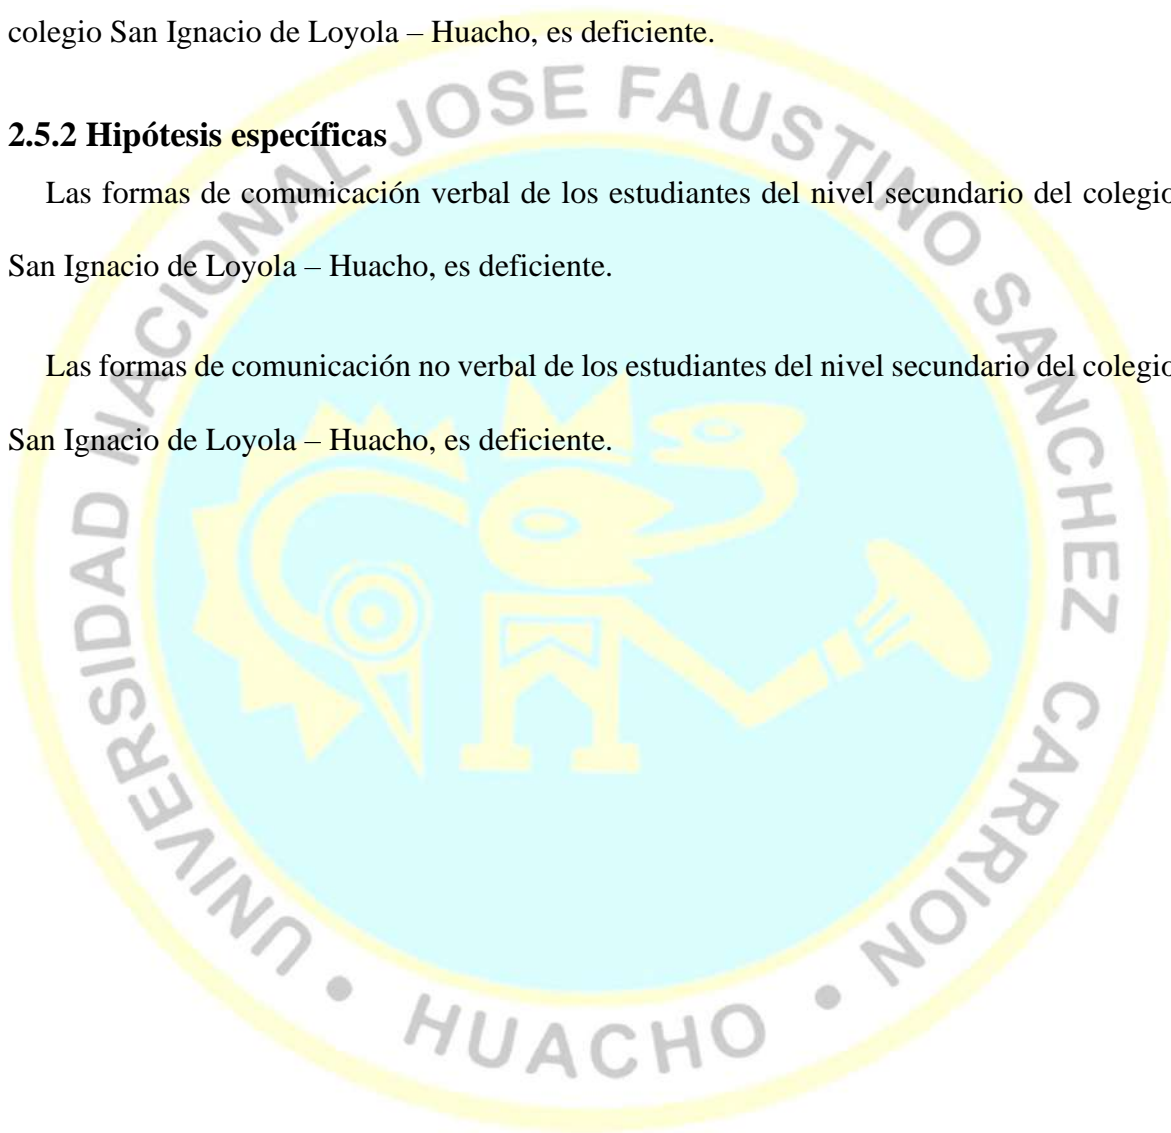 colegio San Ignacio de Loyola – Huacho, es deficiente.
2.5.2 Hipótesis específicas
Las formas de comunicación verbal de los estudiantes del nivel secundario del colegio
San Ignacio de Loyola – Huacho, es deficiente.
Las formas de comunicación no verbal de los estudiantes del nivel secundario del colegio
San Ignacio de Loyola – Huacho, es deficiente.
UNIVERSIDAD NACIONAL JOSE FAUSTINO SANCHEZ CARRION
• HUACHO •